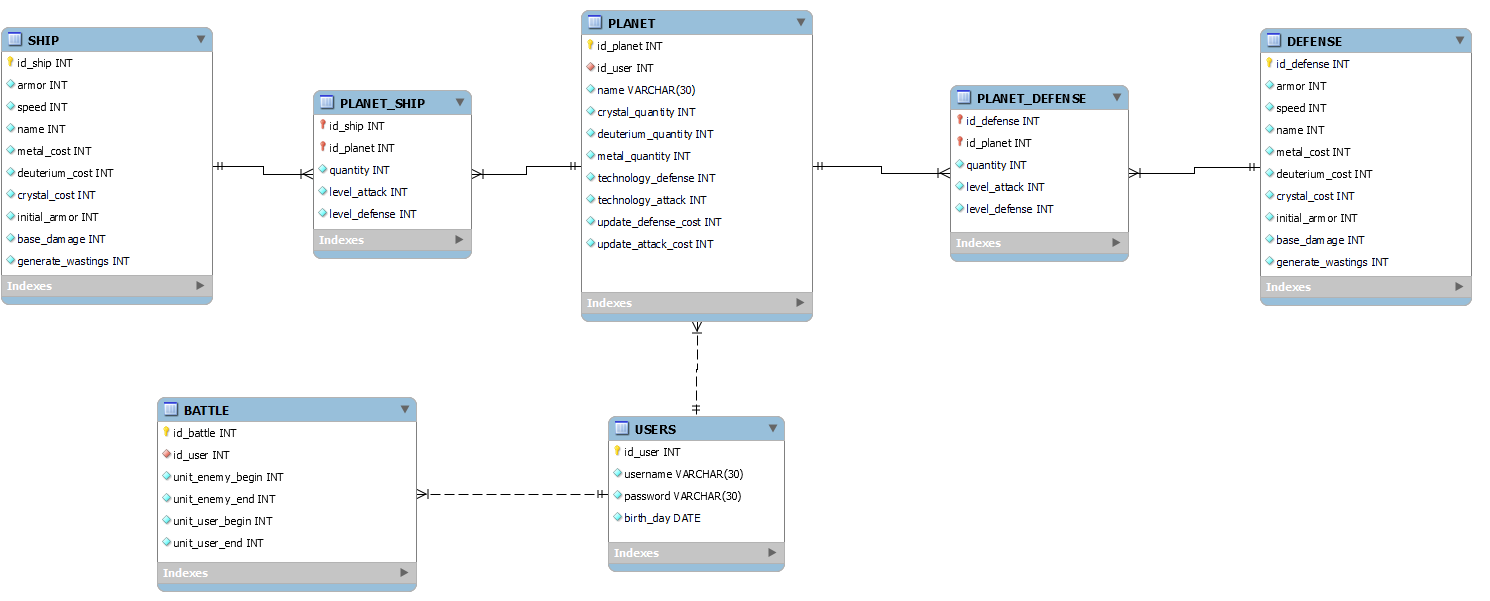 SHIP
id_ship INT
armor INT
speed INT
name INT
metal_cost INT
deuterium_cost INT
crystal_cost INT
initial_armor INT
base_damage INT
generate_wastings INT
Indexes
PLANET_SHIP
id_ship INT
id_planet INT
quantity INT
level_attack INT
level_defense INT
Indexes
PLANET
id_planet INT
id_user INT
name VARCHAR(30)
crystal_quantity INT
deuterium_quantity INT
metal_quantity INT
technology_defense INT
technology_attack INT
update_defense_cost INT
update_attack_cost INT
Indexes
PLANET_DEFENSE
id_defense INT
id_planet INT
quantity INT
level_attack INT
level_defense INT
Indexes
DEFENSE
id_defense INT
armor INT
speed INT
name INT
metal_cost INT
deuterium_cost INT
crystal_cost INT
initial_armor INT
base_damage INT
generate_wastings INT
Indexes
BATTLE
id_battle INT
id_user INT
unit_enemy_begin INT
unit_enemy_end INT
unit_user_begin INT
unit_user_end INT
Indexes
USERS
id_user INT
username VARCHAR(30)
password VARCHAR(30)
birth_day DATE
Indexes